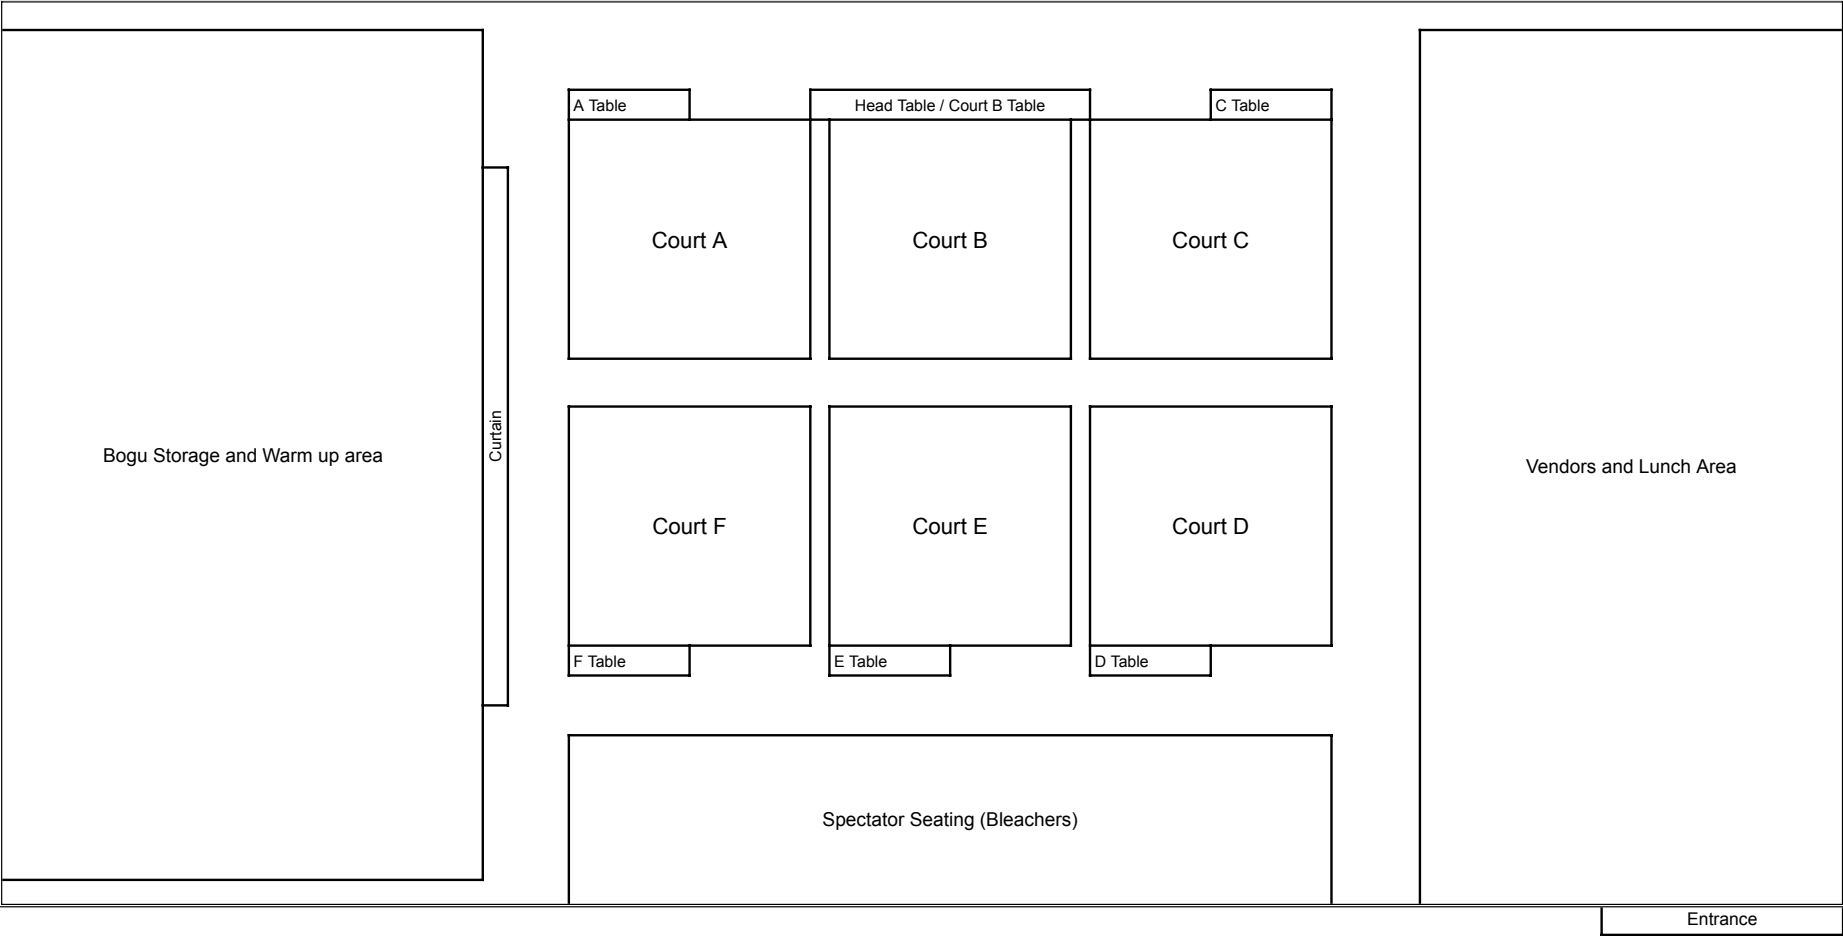 A Table
Head Table / Court B Table
C Table
Court A
Court B
Court C
Curtain
Bogu Storage and Warm up area
Vendors and Lunch Area
Court F
Court E
Court D
F Table
E Table
D Table
Spectator Seating (Bleachers)
Entrance